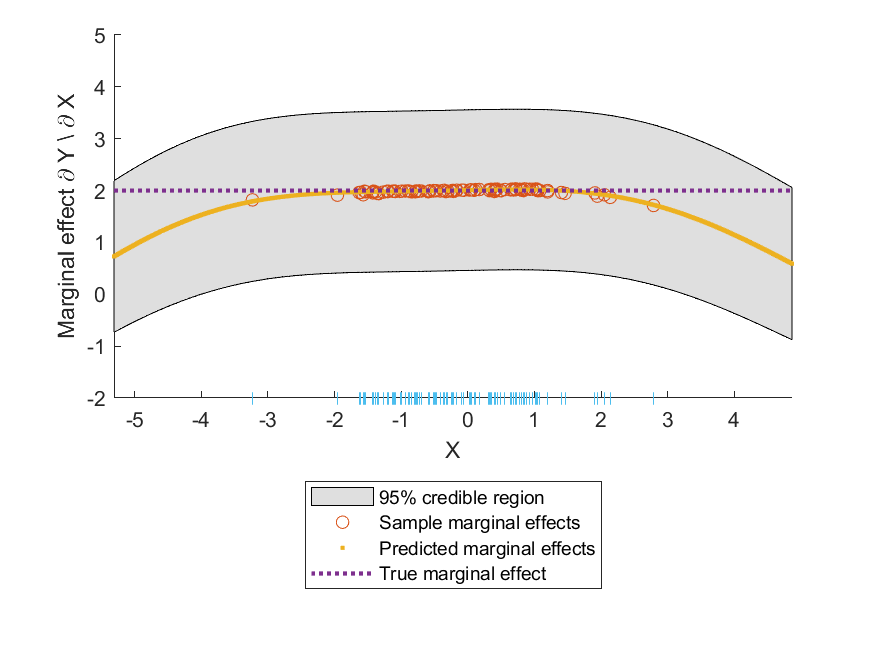 5
4
3
2
1
0
-1
-2
Marginal effect ∂ Y \ ∂ X
-5 -4 -3 -2 -1 0 1 2 3 4
X
95% credible region
Sample marginal effects
Predicted marginal effects
True marginal effect